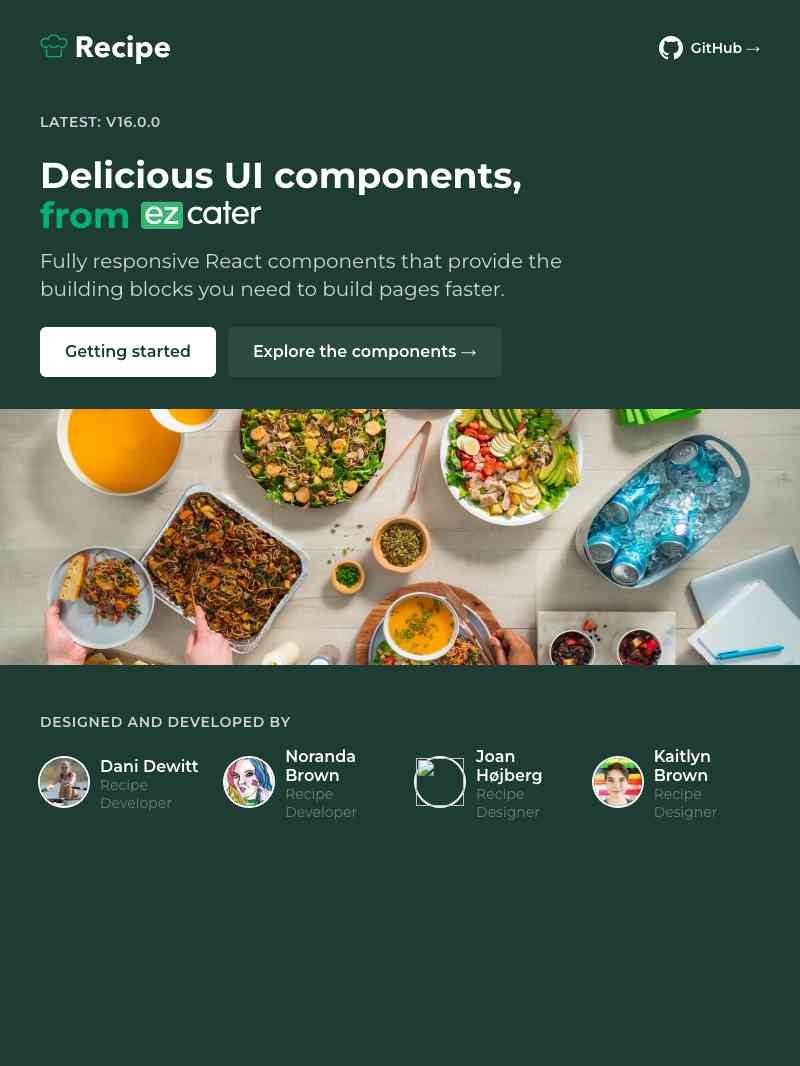 Recipe
GitHub →
LATEST: V16.0.0
Delicious UI components,
from ezcater
Fully responsive React components that provide the
building blocks you need to build pages faster.
Getting started
Explore the components →
DESIGNED AND DEVELOPED BY
Dani Dewitt
Recipe
Developer
Noranda
Brown
Recipe
Developer
Joan
Højberg
Recipe
Designer
Kaitlyn
Brown
Recipe
Designer